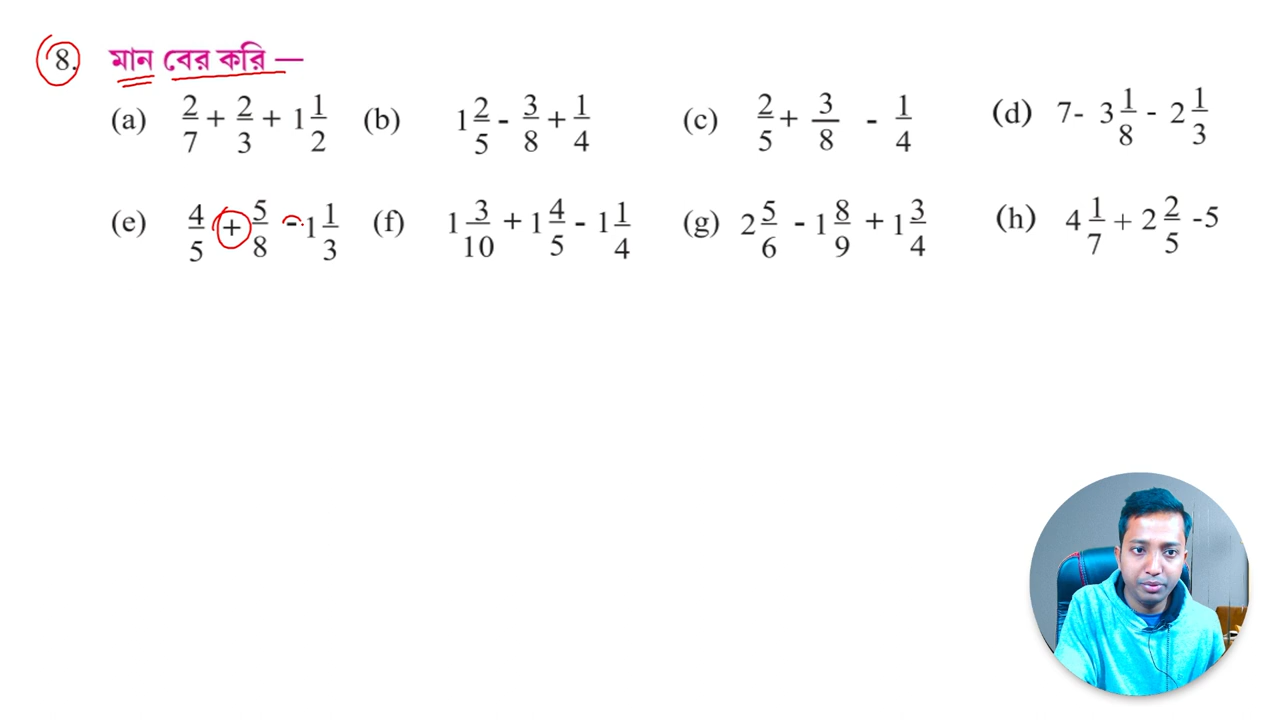 8. মান বের করি —
(a) 2/7 + 2/3 + 1 1/2 (b) 1 2/5 - 3/8 + 1/4 (c) 2/5 + 3/8 - 1/4 (d) 7- 3 1/8 - 2 1/3
(e) 4/5 + 5/8 - 1 1/3 (f) 1 3/10 + 1 4/5 - 1 1/4 (g) 2 5/6 - 1 8/9 + 1 3/4 (h) 4 1/7 + 2 2/5 -5